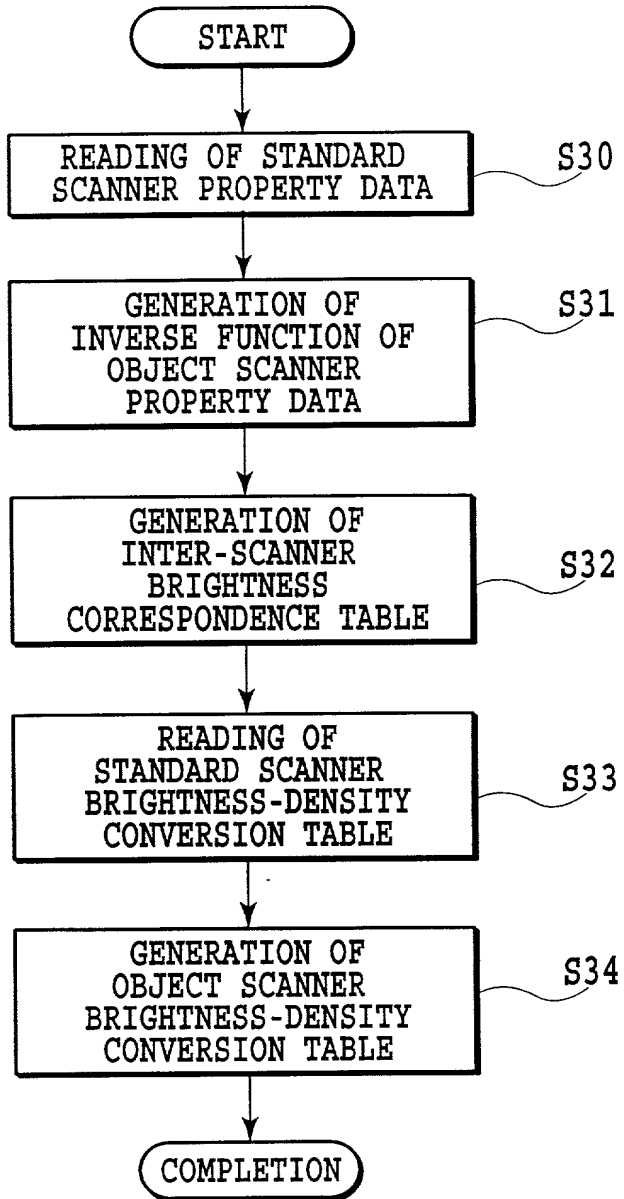 START
READING OF STANDARD
SCANNER PROPERTY DATA
S30
GENERATION OF
INVERSE FUNCTION OF
OBJECT SCANNER
PROPERTY DATA
S31
GENERATION OF
INTER-SCANNER
BRIGHTNESS
CORRESPONDENCE TABLE
S32
READING OF
STANDARD SCANNER
BRIGHTNESS-DENSITY
CONVERSION TABLE
S33
GENERATION OF
OBJECT SCANNER
BRIGHTNESS-DENSITY
CONVERSION TABLE
S34
COMPLETION